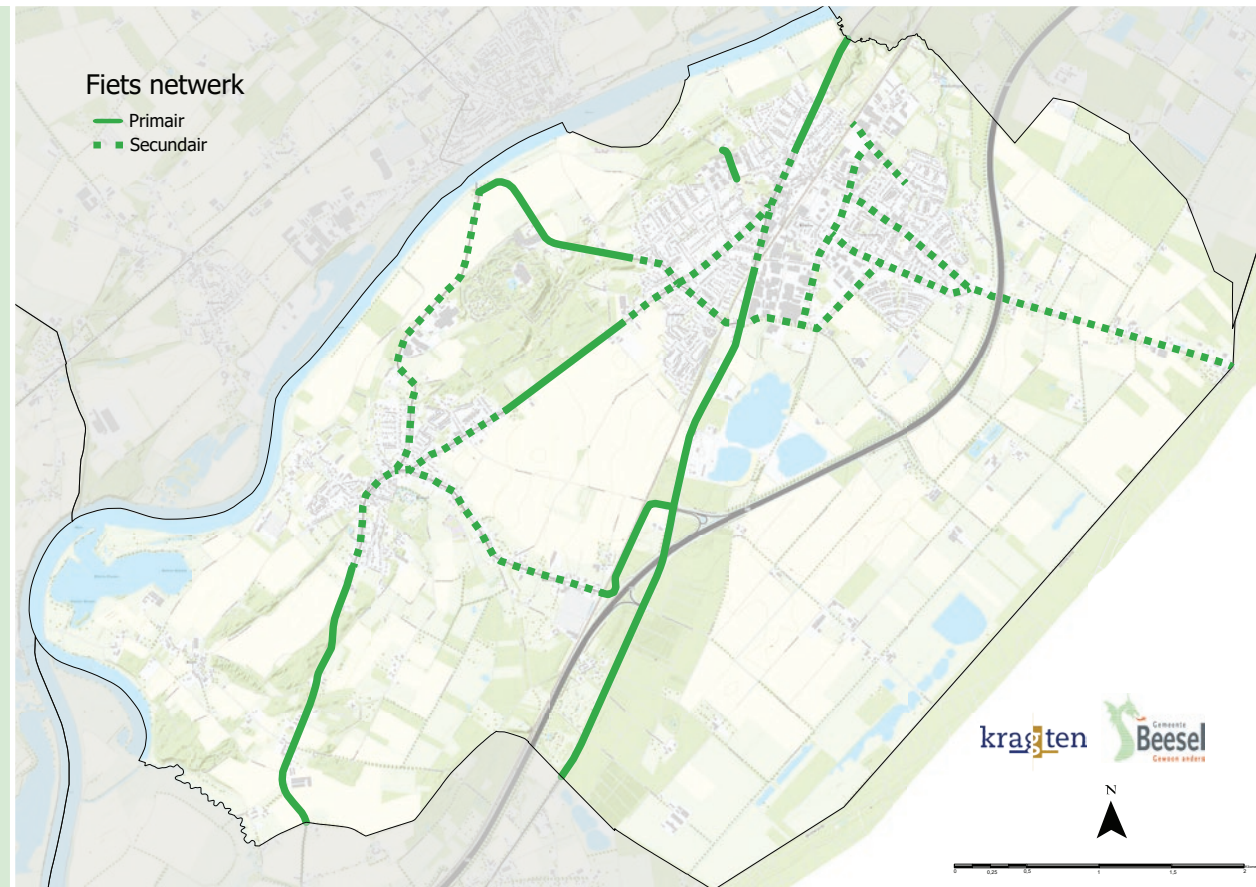 Fiets netwerk
Primair
Secundair
kragten
Gemeente
Beesel
Gewoon anders
N
0 0,25 0,5 1 1,5 2